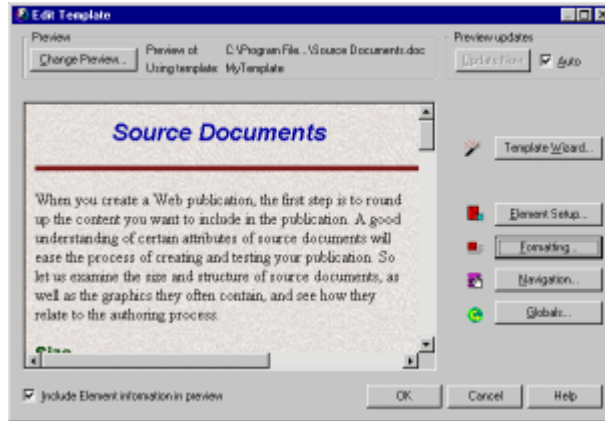 Edit Template
Preview
Change Preview...
Preview of: C:\Program File...\Source Documents.doc
Using template: MyTemplate
Preview updates
Update Now
Auto
Source Documents
When you create a Web publication, the first step is to round
up the content you want to include in the publication. A good
understanding of certain attributes of source documents will
ease the process of creating and testing your publication. So
let us examine the size and structure of source documents, as
well as the graphics they often contain, and see how they
relate to the authoring process.
Size
Template Wizard...
Element Setup...
Formatting...
Navigation...
Globals...
Include Element information in preview
OK
Cancel
Help